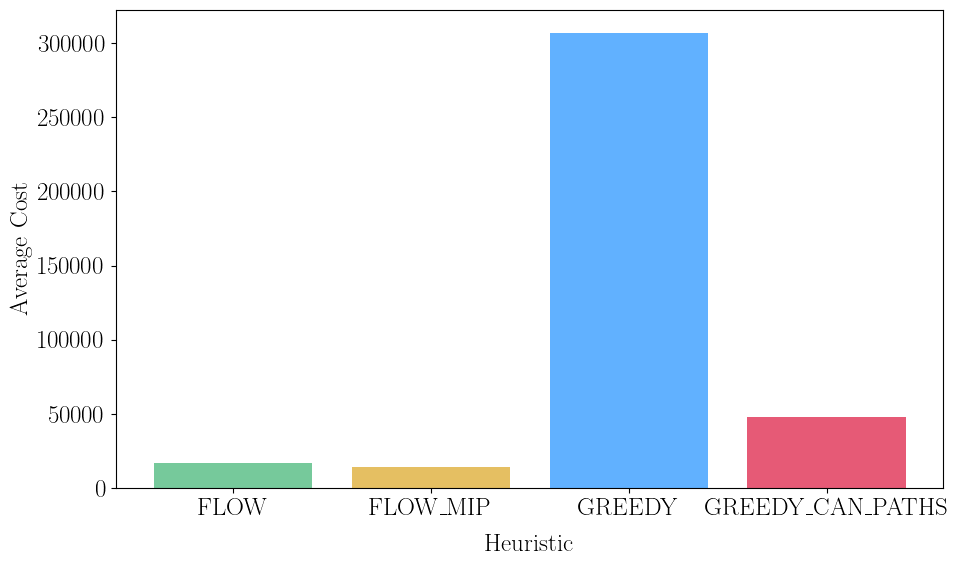 300000
250000
200000
150000
100000
50000
0
Average Cost
FLOW
FLOW_MIP
GREEDY
GREEDY_CAN_PATHS
Heuristic